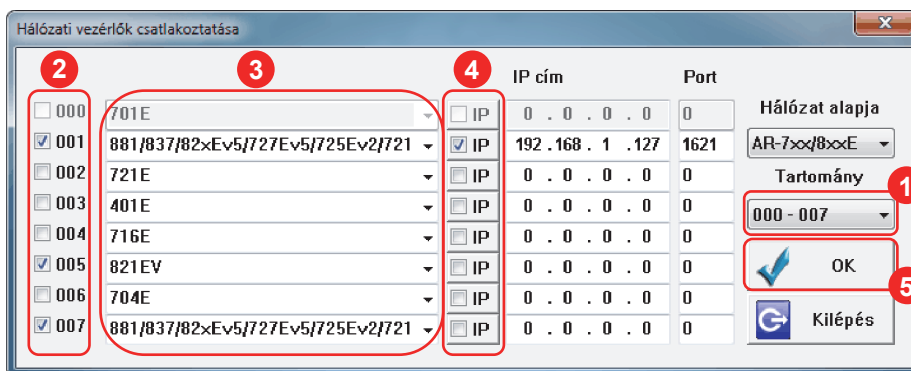 Hálózati vezérlők csatlakoztatása
2 3 4 IP cím Port
000 701E IP 0 . 0 . 0 . 0 0 Hálózat alapja
001 881/837/82xEv5/727Ev5/725Ev2/721 IP 192 . 168 . 1 . 127 1621 AR-7xx/8xxE
002 721E IP 0 . 0 . 0 . 0 0 Tartomány 1
003 401E IP 0 . 0 . 0 . 0 0 000 - 007
004 716E IP 0 . 0 . 0 . 0 0
005 821EV IP 0 . 0 . 0 . 0 0 OK 5
006 704E IP 0 . 0 . 0 . 0 0
007 881/837/82xEv5/727Ev5/725Ev2/721 IP 0 . 0 . 0 . 0 0 Kilépés